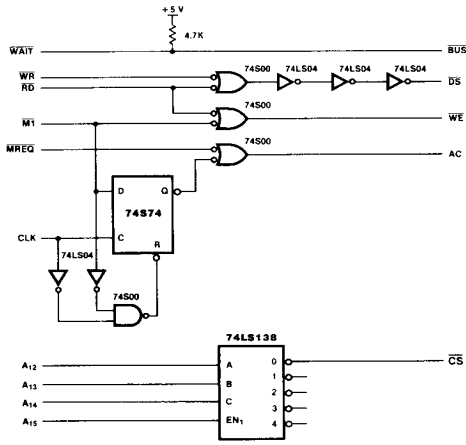 +5 V
4.7K
WAIT BUS
74S00 74LS04 74LS04 74LS04
WR
RD DS
74S00
M1 WE
74S00
MREQ AC
D Q
74S74
CLK C
74LS04 R
74S00
74LS138
A12 A 0 CS
A13 B 1
2
A14 C 3
A15 EN1 4